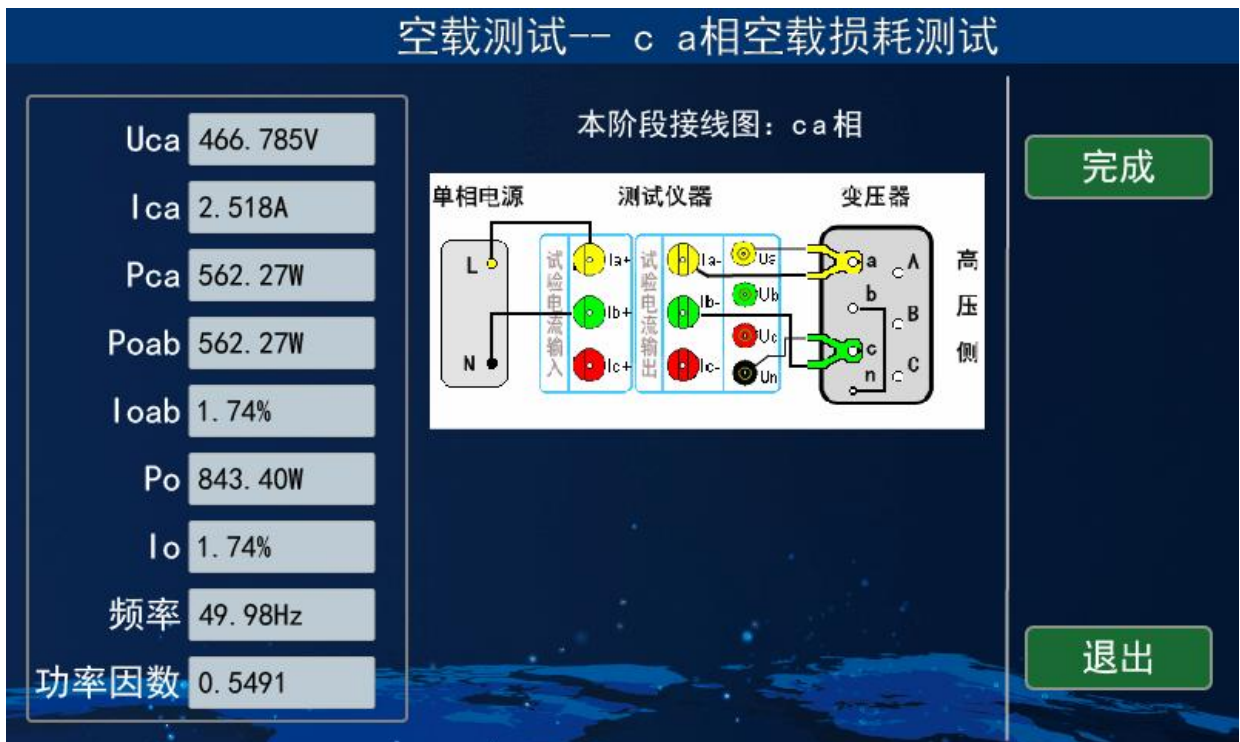 空载测试-- c a相空载损耗测试
Uca 466.785V
Ica 2.518A
Pca 562.27W
Poab 562.27W
Ioab 1.74%
Po 843.40W
Io 1.74%
频率 49.98Hz
功率因数 0.5491
本阶段接线图: ca相
单相电源 测试仪器 变压器
L
N
试验电流输入
Ia+
Ib+
Ic+
试验电流输出
Ia-
Ib-
Ic-
Ua
Ub
Uc
Un
a
b
c
n
A
B
C
高压侧
完成
退出